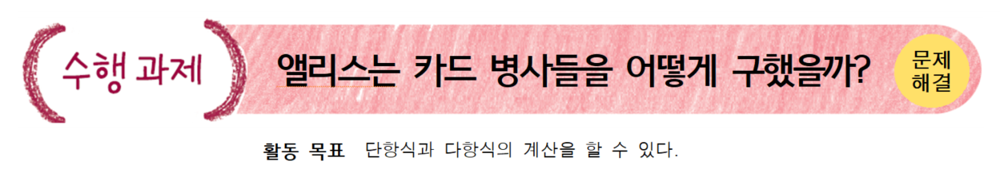 수행 과제
앨리스는 카드 병사들을 어떻게 구했을까?
문제
해결
활동 목표 단항식과 다항식의 계산을 할 수 있다.